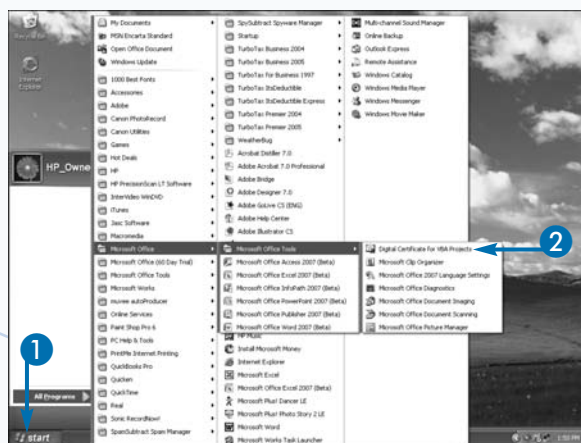 Recycle Bin
Internet
Explorer
HP_Owne
All Programs
start
1
2
My Documents
MSN Encarta Standard
Open Office Document
Windows Update
1000 Best Fonts
Accessories
Adobe
Canon PhotoRecord
Canon Utilities
Games
Hot Deals
HP
HP PrecisionScan LT Software
InterVideo WinDVD
iTunes
Jasc Software
Macromedia
Microsoft Office
Microsoft Office (60 Day Trial)
Microsoft Office Tools
Microsoft Works
muvee autoProducer
Online Services
Paint Shop Pro 6
PC Help & Tools
PrintMe Internet Printing
QuickBooks Pro
Quicken
QuickTime
Real
Sonic RecordNow!
SpamSubtract Spam Manager
SpySubtract Spyware Manager
Startup
TurboTax Business 2004
TurboTax Business 2005
TurboTax for Business 1997
TurboTax ItsDeductible
TurboTax ItsDeductible Express
TurboTax Premier 2004
TurboTax Premier 2005
WeatherBug
Acrobat Distiller 7.0
Adobe Acrobat 7.0 Professional
Adobe Bridge
Adobe Designer 7.0
Adobe GoLive CS (ENG)
Adobe Help Center
Adobe Illustrator CS
Microsoft Office Tools
Microsoft Office Access 2007 (Beta)
Microsoft Office Excel 2007 (Beta)
Microsoft Office InfoPath 2007 (Beta)
Microsoft Office PowerPoint 2007 (Beta)
Microsoft Office Publisher 2007 (Beta)
Microsoft Office Word 2007 (Beta)
HP Music
Install Microsoft Money
Internet Explorer
Microsoft Excel
Microsoft Office Excel 2007 (Beta)
Microsoft Plus! Dancer LE
Microsoft Plus! Photo Story 2 LE
Microsoft Word
Microsoft Works Task Launcher
Multi-channel Sound Manager
Online Backup
Outlook Express
Remote Assistance
Windows Catalog
Windows Media Player
Windows Messenger
Windows Movie Maker
Digital Certificate for VBA Projects
Microsoft Clip Organizer
Microsoft Office 2007 Language Settings
Microsoft Office Diagnostics
Microsoft Office Document Imaging
Microsoft Office Document Scanning
Microsoft Office Picture Manager